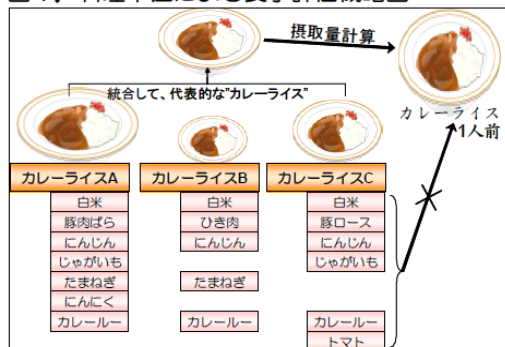 摂取量計算
統合して、代表的な"カレーライス"
カレーライス
1人前
カレーライスA
カレーライスB
カレーライスC
白米
豚肉ばら
にんじん
じゃがいも
たまねぎ
にんにく
カレールー
白米
ひき肉
にんじん
たまねぎ
カレールー
白米
豚ロース
にんじん
じゃがいも
カレールー
トマト